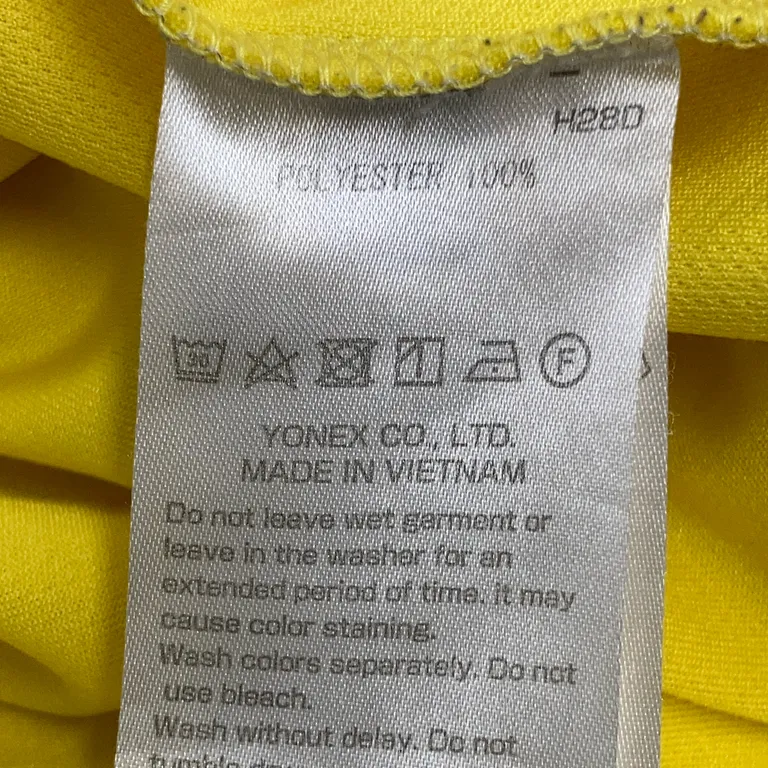 H28D
POLYESTER 100%
30
F
YONEX CO., LTD.
MADE IN VIETNAM
Do not leave wet garment or
leave in the washer for an
extended period of time. it may
cause color staining.
Wash colors separately. Do not
use bleach.
Wash without delay. Do not
tumble